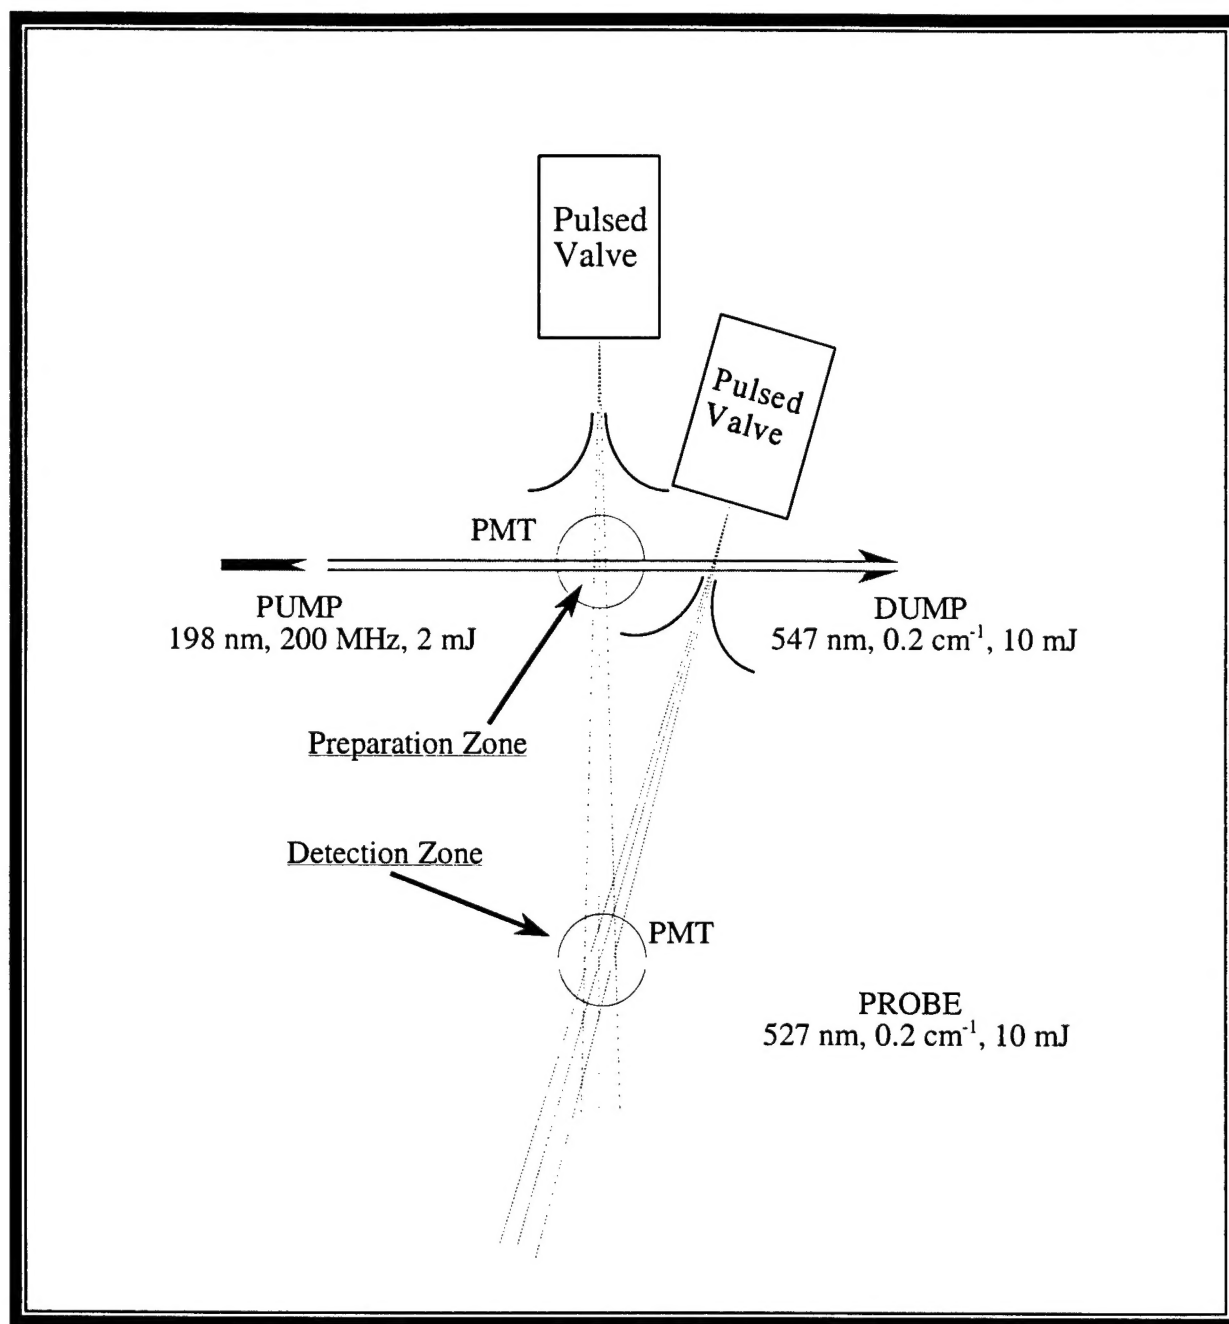 Pulsed
Valve
Pulsed
Valve
PMT
PUMP
198 nm, 200 MHz, 2 mJ
DUMP
547 nm, 0.2 cm⁻¹, 10 mJ
Preparation Zone
Detection Zone
PMT
PROBE
527 nm, 0.2 cm⁻¹, 10 mJ